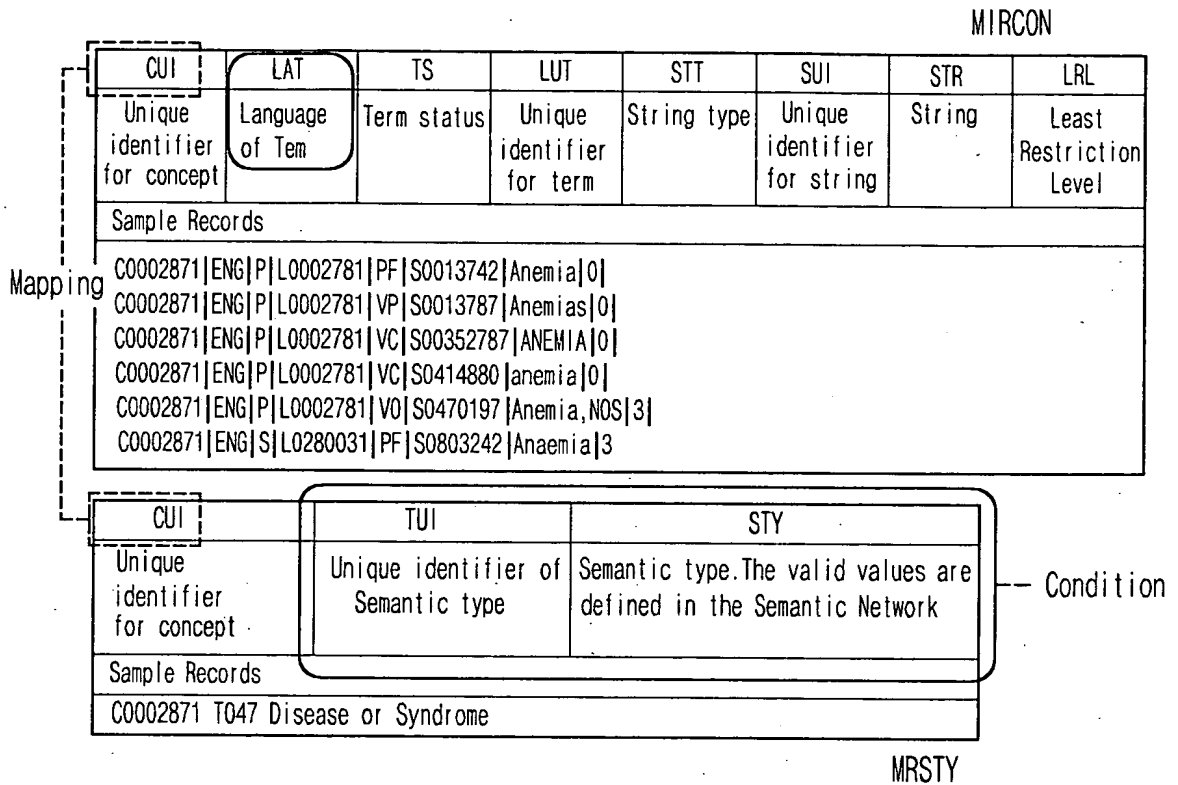 MIRCON
CUI LAT TS LUT STT SUI STR LRL
Unique identifier for concept
Language of Tem
Term status
Unique identifier for term
String type
Unique identifier for string
String
Least Restriction Level
Sample Records
C0002871|ENG|P|L0002781|PF|S0013742|Anemia|0|
C0002871|ENG|P|L0002781|VP|S0013787|Anemias|0|
C0002871|ENG|P|L0002781|VC|S00352787|ANEMIA|0|
C0002871|ENG|P|L0002781|VC|S0414880|anemia|0|
C0002871|ENG|P|L0002781|VO|S0470197|Anemia,NOS|3|
C0002871|ENG|S|L0280031|PF|S0803242|Anaemia|3
Mapping
CUI TUI STY
Unique identifier for concept
Unique identifier of Semantic type
Semantic type.The valid values are defined in the Semantic Network
Condition
Sample Records
C0002871 T047 Disease or Syndrome
MRSTY